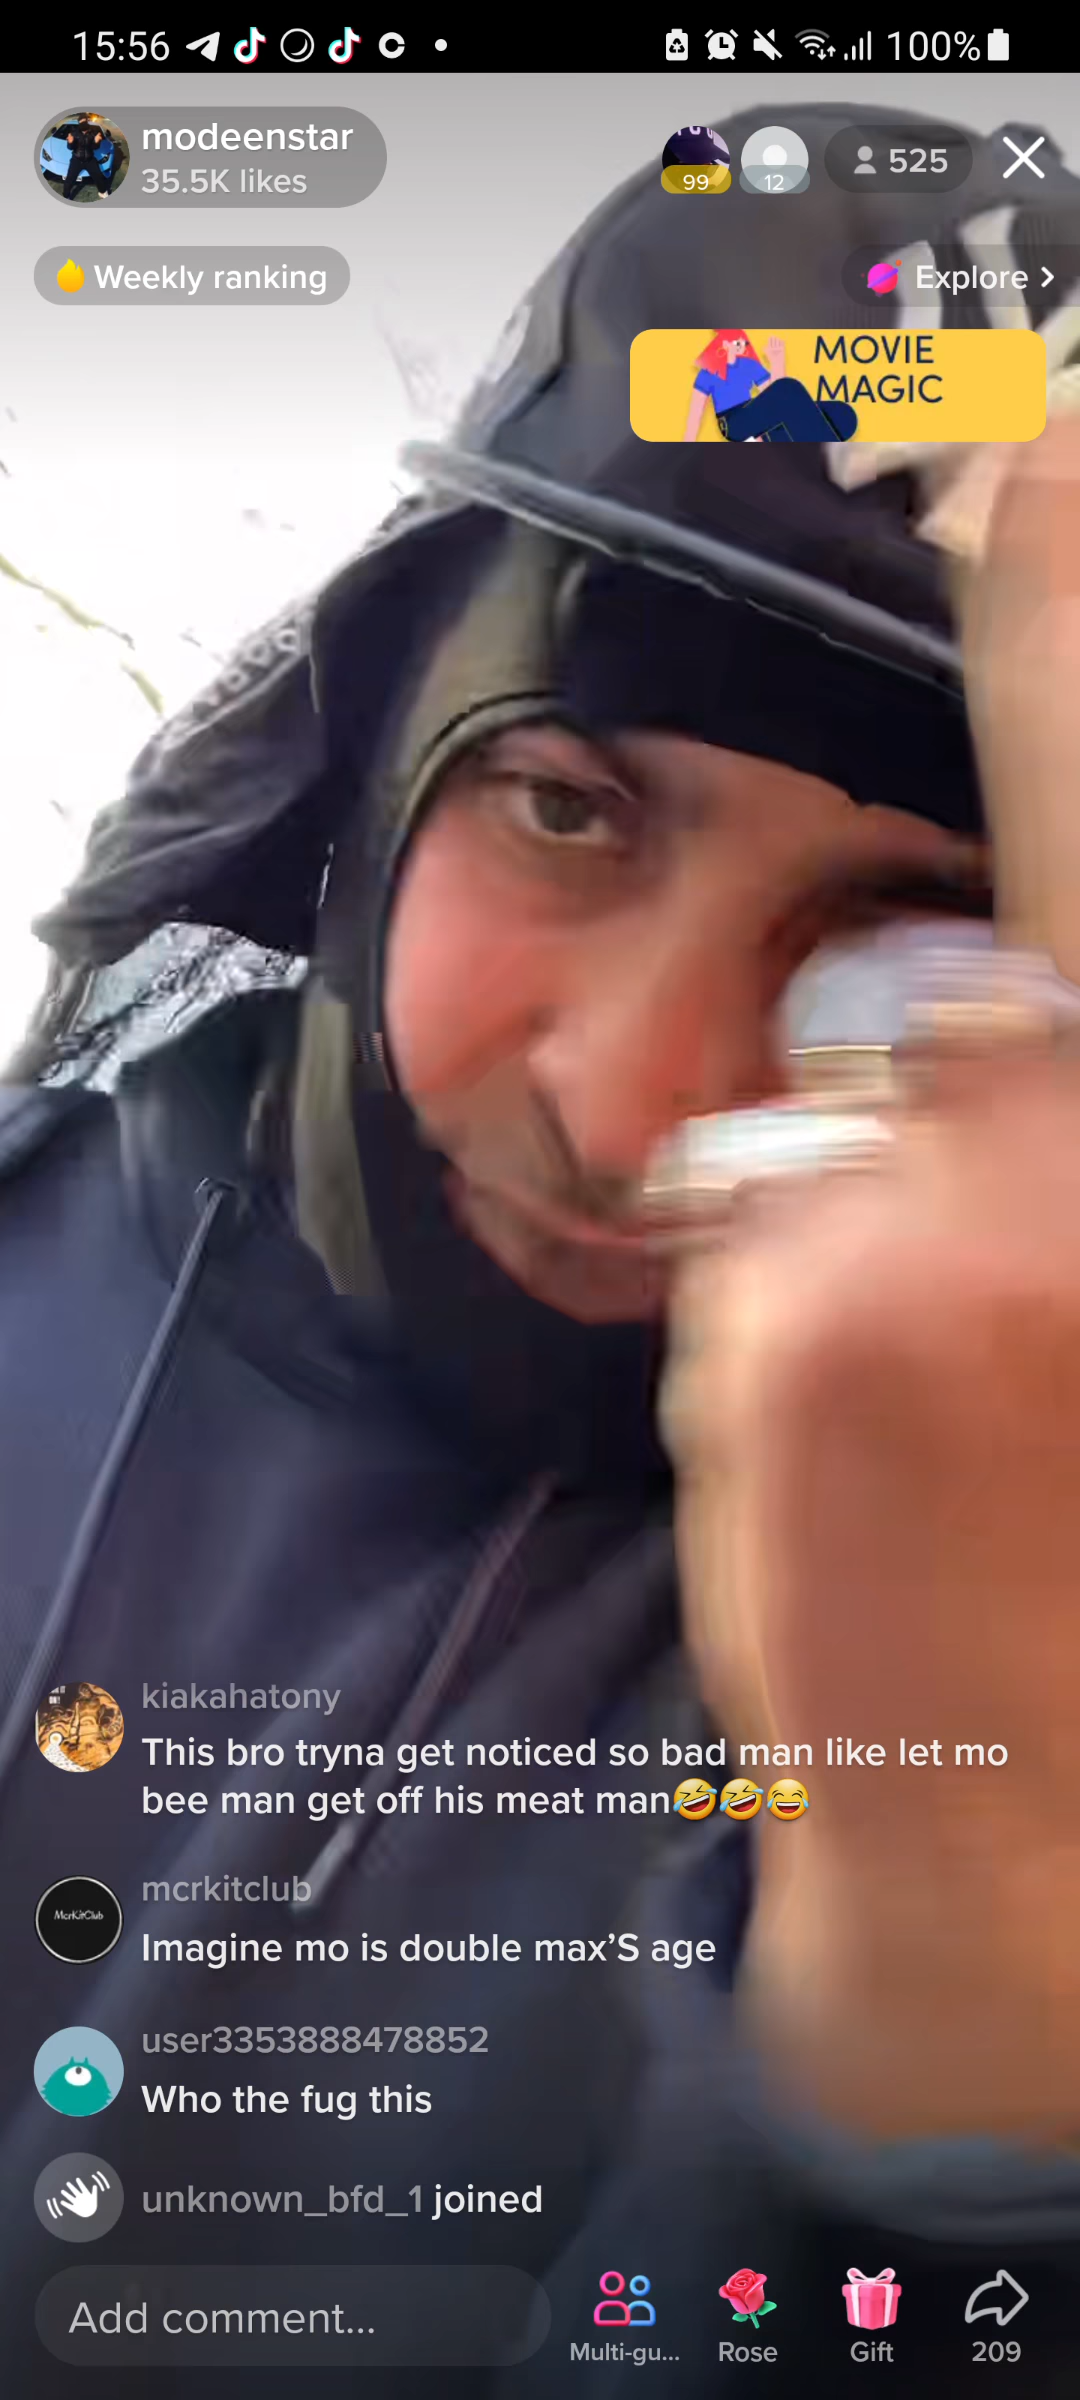 15:56
100%
modeenstar
35.5K likes
99
12
525
Weekly ranking
Explore
MOVIE
MAGIC
kiakahatony
This bro tryna get noticed so bad man like let mo
bee man get off his meat man🤣🤣😂
mcrkitclub
McrKitClub
Imagine mo is double max’S age
user3353888478852
Who the fug this
unknown_bfd_1 joined
Add comment...
Multi-gu...
Rose
Gift
209